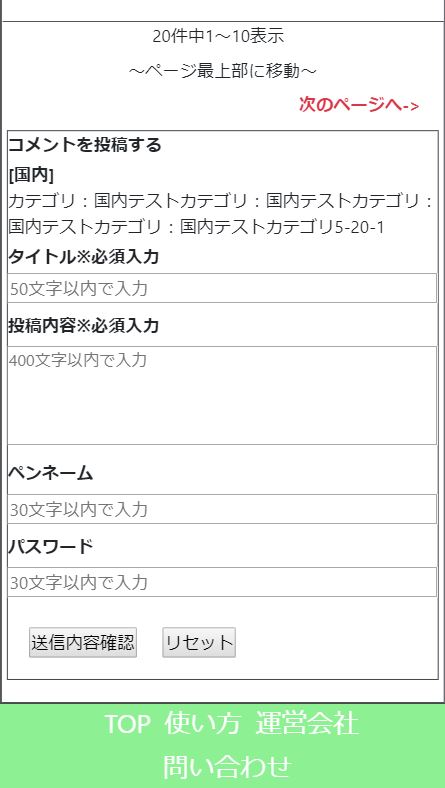 20件中1～10表示
～ページ最上部に移動～
次のページへ->
コメントを投稿する
[国内]
カテゴリ：国内テストカテゴリ：国内テストカテゴリ：
国内テストカテゴリ：国内テストカテゴリ5-20-1
タイトル※必須入力
50文字以内で入力
投稿内容※必須入力
400文字以内で入力
ペンネーム
30文字以内で入力
パスワード
30文字以内で入力
送信内容確認 リセット
TOP 使い方 運営会社
問い合わせ